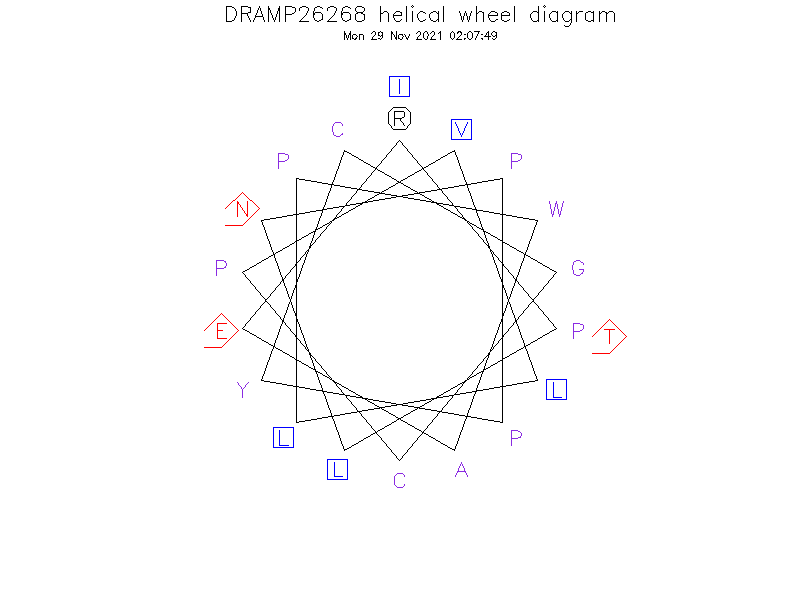 DRAMP26268 helical wheel diagram
Mon 29 Nov 2021 02:07:49
I
R
C V
P P
N W
P G
E P T
Y L
L P
L A
C